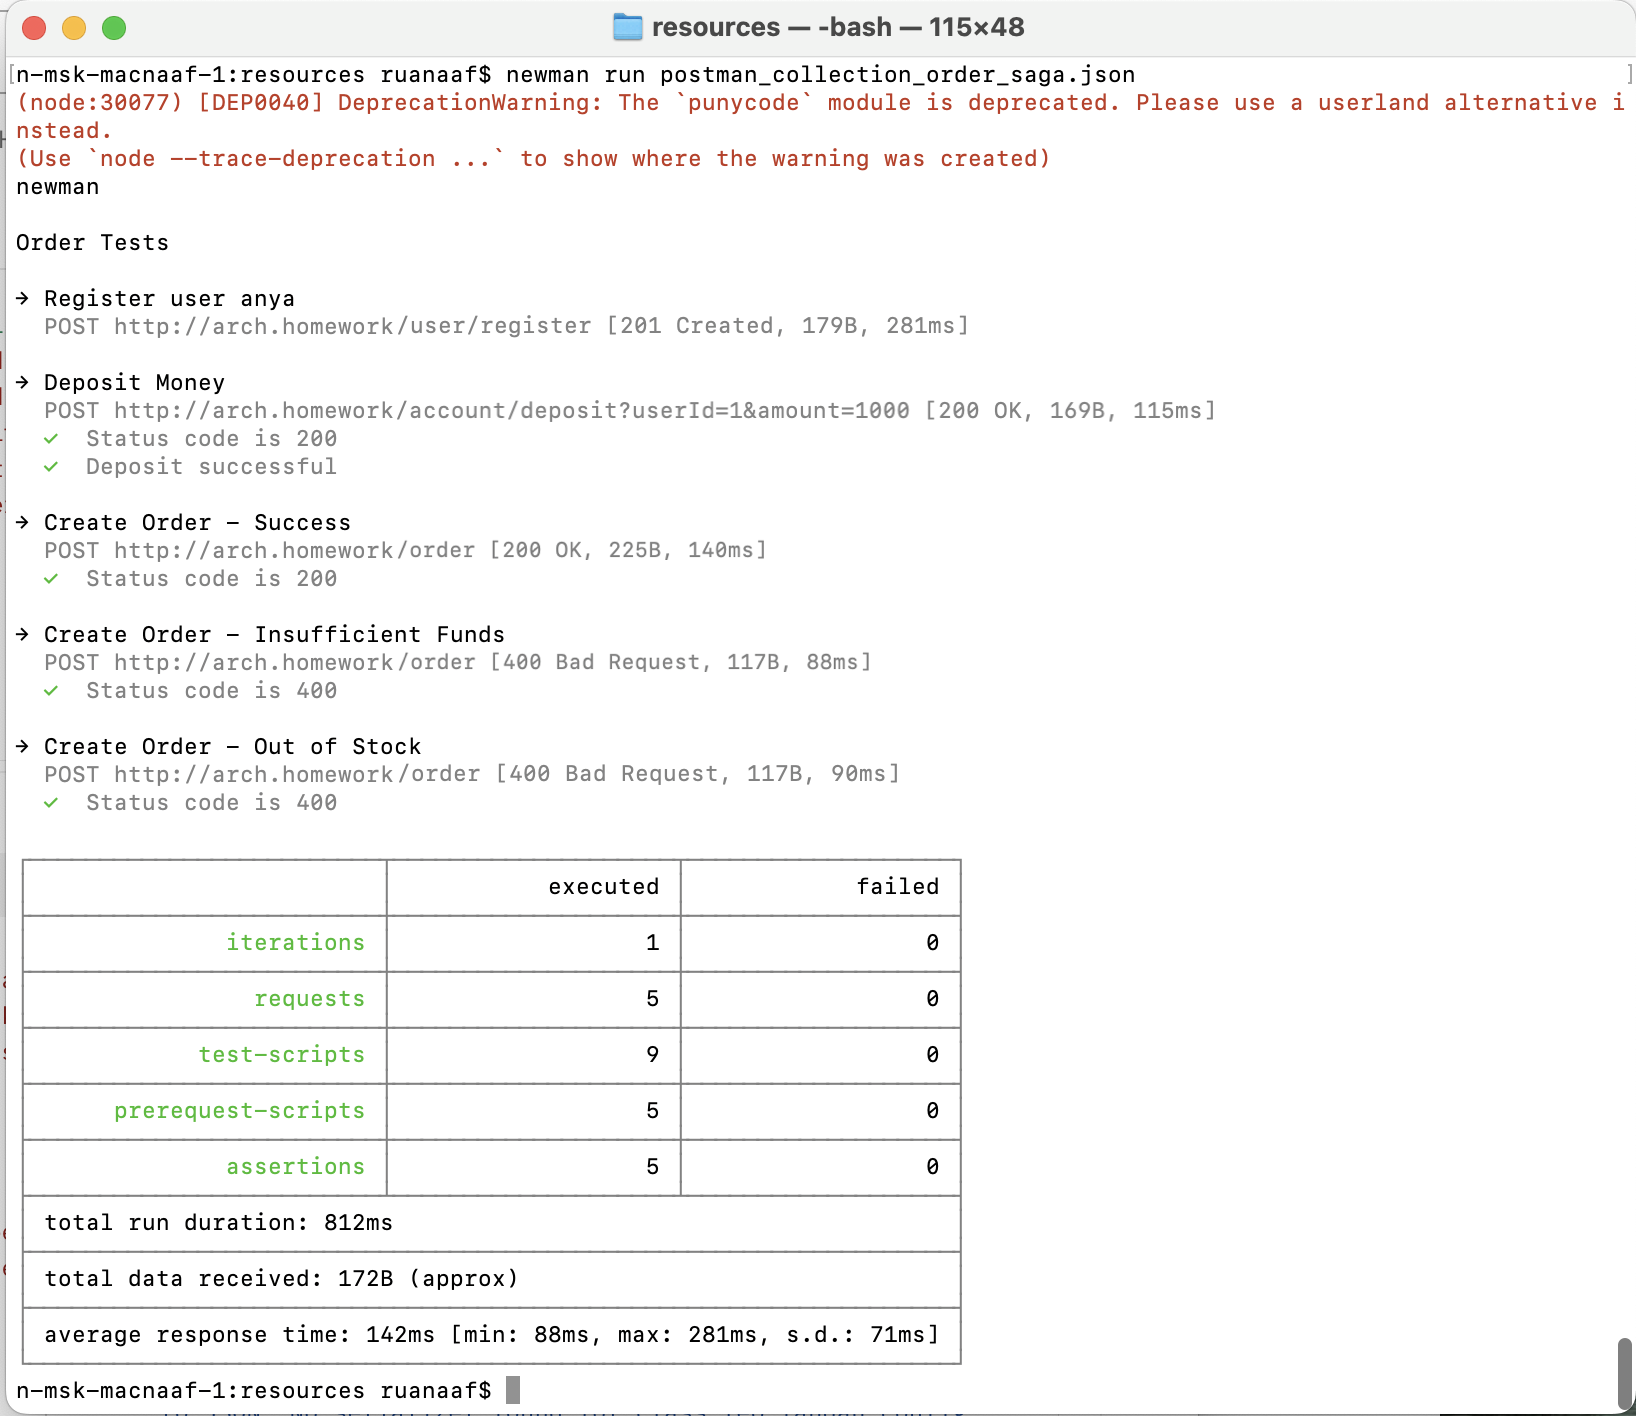 resources — -bash — 115×48
[n-msk-macnaaf-1:resources ruanaaf$ newman run postman_collection_order_saga.json ]
(node:30077) [DEP0040] DeprecationWarning: The `punycode` module is deprecated. Please use a userland alternative i
nstead.
(Use `node --trace-deprecation ...` to show where the warning was created)
newman
Order Tests
→ Register user anya
POST http://arch.homework/user/register [201 Created, 179B, 281ms]
→ Deposit Money
POST http://arch.homework/account/deposit?userId=1&amount=1000 [200 OK, 169B, 115ms]
✓ Status code is 200
✓ Deposit successful
→ Create Order – Success
POST http://arch.homework/order [200 OK, 225B, 140ms]
✓ Status code is 200
→ Create Order – Insufficient Funds
POST http://arch.homework/order [400 Bad Request, 117B, 88ms]
✓ Status code is 400
→ Create Order – Out of Stock
POST http://arch.homework/order [400 Bad Request, 117B, 90ms]
✓ Status code is 400
executed failed
iterations 1 0
requests 5 0
test-scripts 9 0
prerequest-scripts 5 0
assertions 5 0
total run duration: 812ms
total data received: 172B (approx)
average response time: 142ms [min: 88ms, max: 281ms, s.d.: 71ms]
n-msk-macnaaf-1:resources ruanaaf$